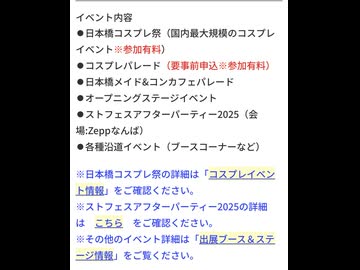 イベント内容
●日本橋コスプレ祭（国内最大規模のコスプレ
イベント※参加有料）
●コスプレパレード（要事前申込※参加有料）
●日本橋メイド&コンカフェパレード
●オープニングステージイベント
●ストフェスアフターパーティー2025（会
場:Zeppなんば）
●各種沿道イベント（ブースコーナーなど）
※日本橋コスプレ祭の詳細は「コスプレイベン
ト情報」をご確認ください。
※ストフェスアフターパーティー2025の詳細
は　こちら　をご確認ください。
※その他のイベント詳細は「出展ブース＆ステ
ージ情報」をご覧ください。